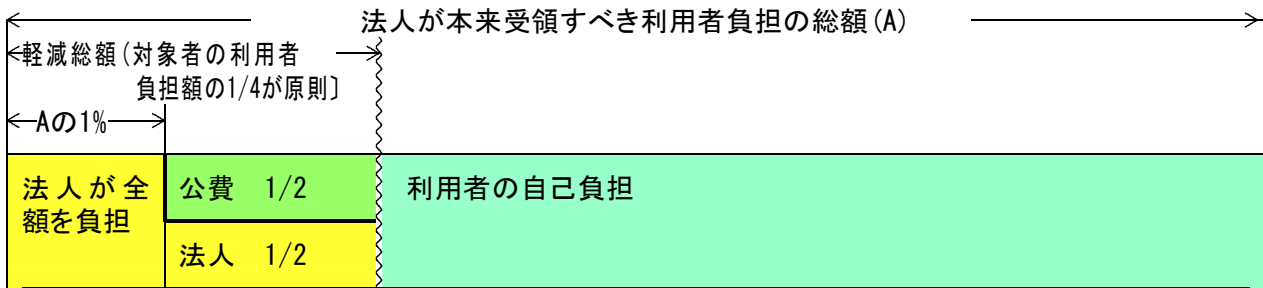 法人が本来受領すべき利用者負担の総額(A)
軽減総額(対象者の利用者
負担額の1/4が原則〕
Aの1%
法人が全
額を負担
公費 1/2
法人 1/2
利用者の自己負担